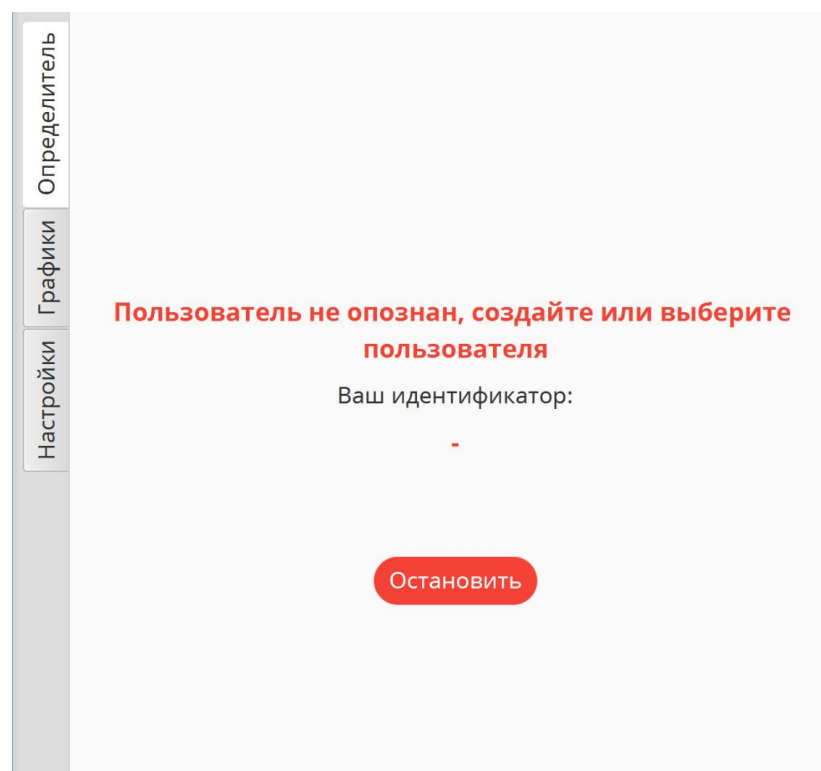 Определитель
Графики
Настройки
Пользователь не опознан, создайте или выберите
пользователя
Ваш идентификатор:
-
Остановить